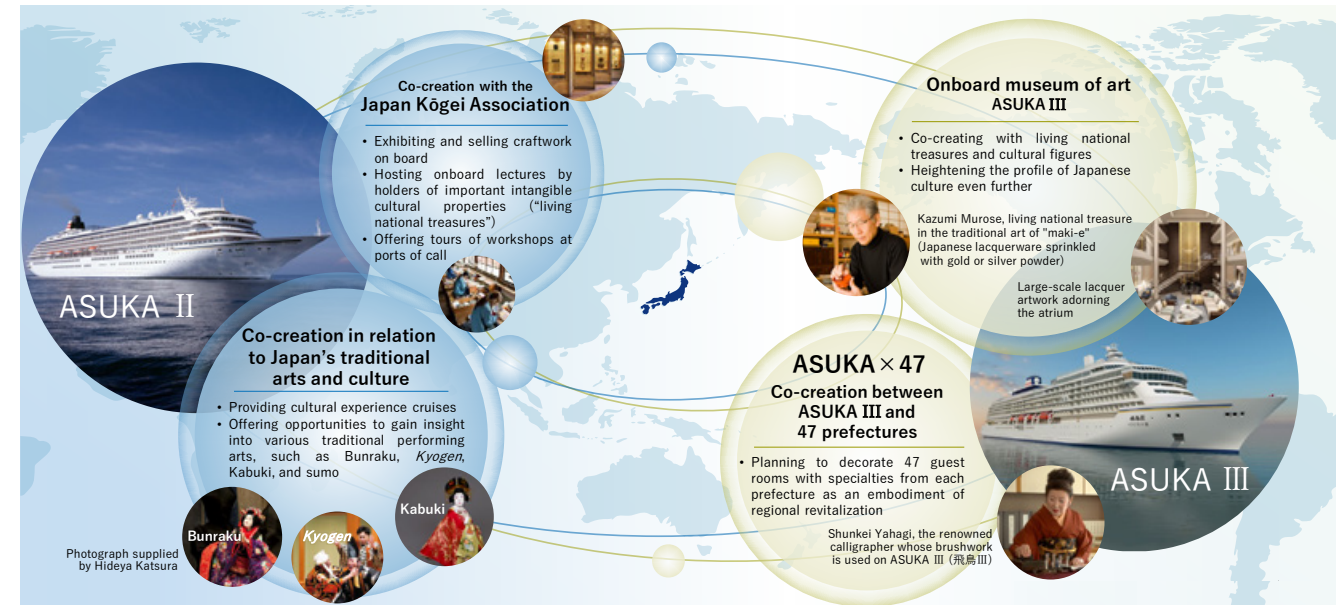 ASUKA Ⅱ
Co-creation with the
Japan Kōgei Association
• Exhibiting and selling craftwork
on board
• Hosting onboard lectures by
holders of important intangible
cultural properties (“living
national treasures”)
• Offering tours of workshops at
ports of call
Co-creation in relation
to Japan’s traditional
arts and culture
• Providing cultural experience cruises
• Offering opportunities to gain insight
into various traditional performing
arts, such as Bunraku, Kyogen,
Kabuki, and sumo
Bunraku
Kyogen
Kabuki
Photograph supplied
by Hideya Katsura
Onboard museum of art
ASUKA Ⅲ
• Co-creating with living national
treasures and cultural figures
• Heightening the profile of Japanese
culture even further
Kazumi Murose, living national treasure
in the traditional art of "maki-e"
(Japanese lacquerware sprinkled
with gold or silver powder)
Large-scale lacquer
artwork adorning
the atrium
ASUKA×47
Co-creation between
ASUKA Ⅲ and
47 prefectures
• Planning to decorate 47 guest
rooms with specialties from each
prefecture as an embodiment of
regional revitalization
Shunkei Yahagi, the renowned
calligrapher whose brushwork
is used on ASUKA Ⅲ (飛鳥Ⅲ)
ASUKA Ⅲ